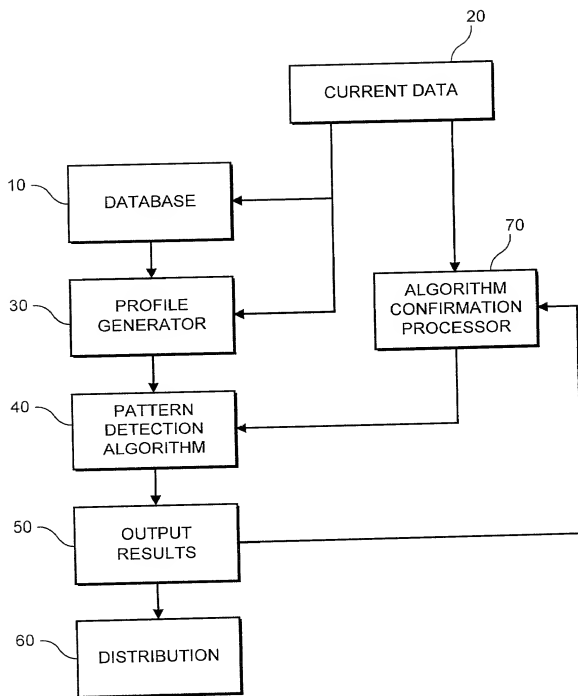 20
CURRENT DATA
10
DATABASE
70
30
PROFILE
GENERATOR
ALGORITHM
CONFIRMATION
PROCESSOR
40
PATTERN
DETECTION
ALGORITHM
50
OUTPUT
RESULTS
60
DISTRIBUTION